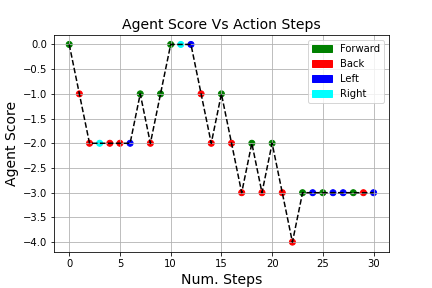 Agent Score Vs Action Steps
Agent Score
0.0
−0.5
−1.0
−1.5
−2.0
−2.5
−3.0
−3.5
−4.0
Forward
Back
Left
Right
0 5 10 15 20 25 30
Num. Steps